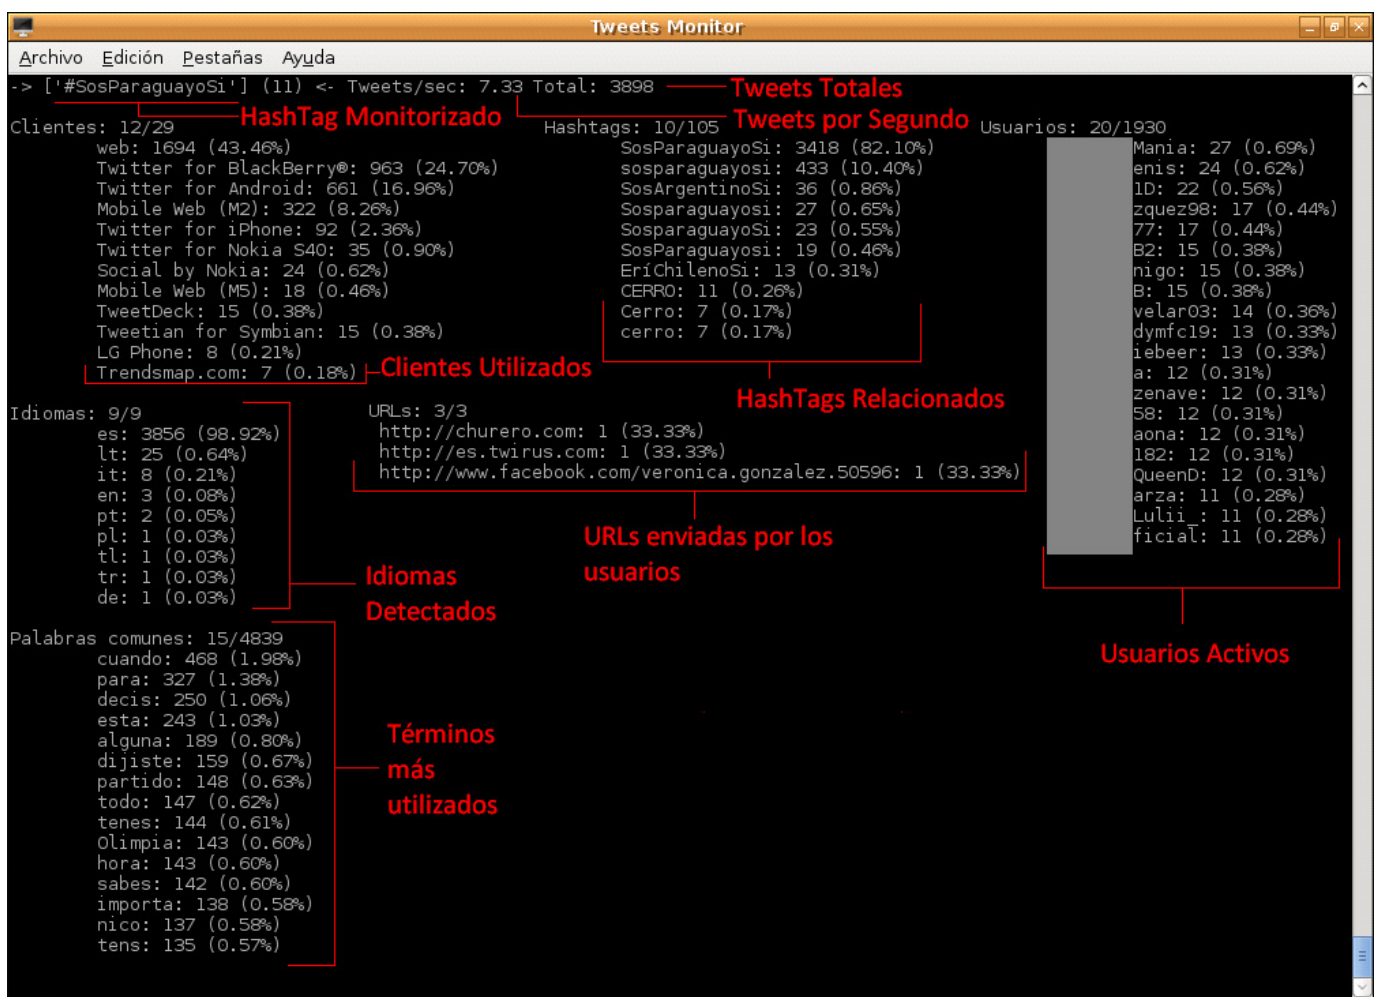 Tweets Monitor
Archivo Edición Pestañas Ayuda
-> ['#SosParaguayoSi'] (11) <- Tweets/sec: 7.33 Total: 3898
Tweets Totales
HashTag Monitorizado
Tweets por Segundo
Clientes: 12/29
web: 1694 (43.46%)
Twitter for BlackBerry®: 963 (24.70%)
Twitter for Android: 661 (16.96%)
Mobile Web (M2): 322 (8.26%)
Twitter for iPhone: 92 (2.36%)
Twitter for Nokia S40: 35 (0.90%)
Social by Nokia: 24 (0.62%)
Mobile Web (M5): 18 (0.46%)
TweetDeck: 15 (0.38%)
Tweetian for Symbian: 15 (0.38%)
LG Phone: 8 (0.21%)
Trendsmap.com: 7 (0.18%)
Clientes Utilizados
Hashtags: 10/105
SosParaguayoSi: 3418 (82.10%)
sosparaguayosi: 433 (10.40%)
SosArgentinoSi: 36 (0.86%)
Sosparaguayosi: 27 (0.65%)
SosparaguayoSi: 23 (0.55%)
SosParaguayosi: 19 (0.46%)
EríChilenoSi: 13 (0.31%)
CERRO: 11 (0.26%)
Cerro: 7 (0.17%)
cerro: 7 (0.17%)
HashTags Relacionados
Usuarios: 20/1930
Mania: 27 (0.69%)
enis: 24 (0.62%)
1D: 22 (0.56%)
zquez98: 17 (0.44%)
77: 17 (0.44%)
B2: 15 (0.38%)
nigo: 15 (0.38%)
B: 15 (0.38%)
velar03: 14 (0.36%)
dymfc19: 13 (0.33%)
iebeer: 13 (0.33%)
a: 12 (0.31%)
zenave: 12 (0.31%)
58: 12 (0.31%)
aona: 12 (0.31%)
182: 12 (0.31%)
QueenD: 12 (0.31%)
arza: 11 (0.28%)
Lulii_: 11 (0.28%)
ficial: 11 (0.28%)
Usuarios Activos
Idiomas: 9/9
es: 3856 (98.92%)
lt: 25 (0.64%)
it: 8 (0.21%)
en: 3 (0.08%)
pt: 2 (0.05%)
pl: 1 (0.03%)
tl: 1 (0.03%)
tr: 1 (0.03%)
de: 1 (0.03%)
Idiomas
Detectados
URLs: 3/3
http://churero.com: 1 (33.33%)
http://es.twirus.com: 1 (33.33%)
http://www.facebook.com/veronica.gonzalez.50596: 1 (33.33%)
URLs enviadas por los
usuarios
Palabras comunes: 15/4839
cuando: 468 (1.98%)
para: 327 (1.38%)
decis: 250 (1.06%)
esta: 243 (1.03%)
alguna: 189 (0.80%)
dijiste: 159 (0.67%)
partido: 148 (0.63%)
todo: 147 (0.62%)
tenes: 144 (0.61%)
Olimpia: 143 (0.60%)
hora: 143 (0.60%)
sabes: 142 (0.60%)
importa: 138 (0.58%)
nico: 137 (0.58%)
tens: 135 (0.57%)
Términos
más
utilizados